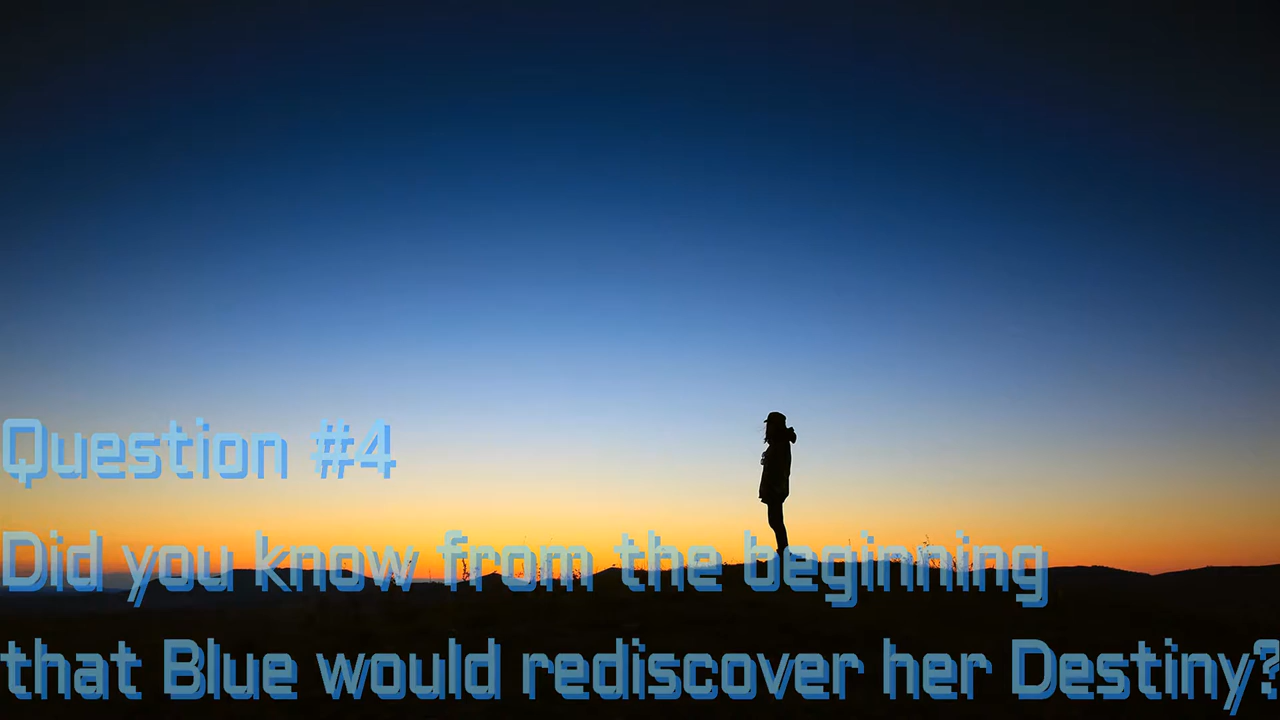 Question #4
Did you know from the beginning
that Blue would rediscover her Destiny?